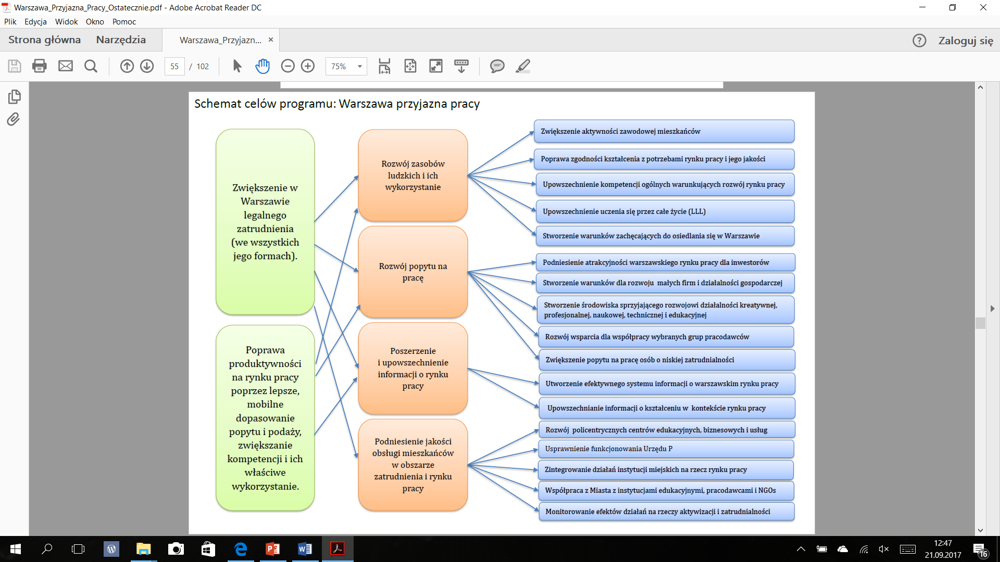 Warszawa_Przyjazna_Pracy_Ostatecznie.pdf - Adobe Acrobat Reader DC
Plik Edycja Widok Okno Pomoc
Strona główna Narzędzia Warszawa_Przyjazn... × ? Zaloguj się
55 / 102 75%
Schemat celów programu: Warszawa przyjazna pracy
Zwiększenie w
Warszawie
legalnego
zatrudnienia
(we wszystkich
jego formach).
Poprawa
produktywności
na rynku pracy
poprzez lepsze,
mobilne
dopasowanie
popytu i podaży,
zwiększanie
kompetencji i ich
właściwe
wykorzystanie.
Rozwój zasobów
ludzkich i ich
wykorzystanie
Rozwój popytu na
pracę
Poszerzenie
i upowszechnienie
informacji o rynku
pracy
Podniesienie jakości
obsługi mieszkańców
w obszarze
zatrudnienia i rynku
pracy
Zwiększenie aktywności zawodowej mieszkańców
Poprawa zgodności kształcenia z potrzebami rynku pracy i jego jakości
Upowszechnienie kompetencji ogólnych warunkujących rozwój rynku pracy
Upowszechnienie uczenia się przez całe życie (LLL)
Stworzenie warunków zachęcających do osiedlania się w Warszawie
Podniesienie atrakcyjności warszawskiego rynku pracy dla inwestorów
Stworzenie warunków dla rozwoju małych firm i działalności gospodarczej
Stworzenie środowiska sprzyjającego rozwojowi działalności kreatywnej,
profesjonalnej, naukowej, technicznej i edukacyjnej
Rozwój wsparcia dla współpracy wybranych grup pracodawców
Zwiększenie popytu na pracę osób o niskiej zatrudnialności
Utworzenie efektywnego systemu informacji o warszawskim rynku pracy
Upowszechnianie informacji o kształceniu w kontekście rynku pracy
Rozwój policentrycznych centrów edukacyjnych, biznesowych i usług
Usprawnienie funkcjonowania Urzędu P
Zintegrowanie działań instytucji miejskich na rzecz rynku pracy
Współpraca z Miasta z instytucjami edukacyjnymi, pracodawcami i NGOs
Monitorowanie efektów działań na rzeczy aktywizacji i zatrudnialności
12:47
21.09.2017
16